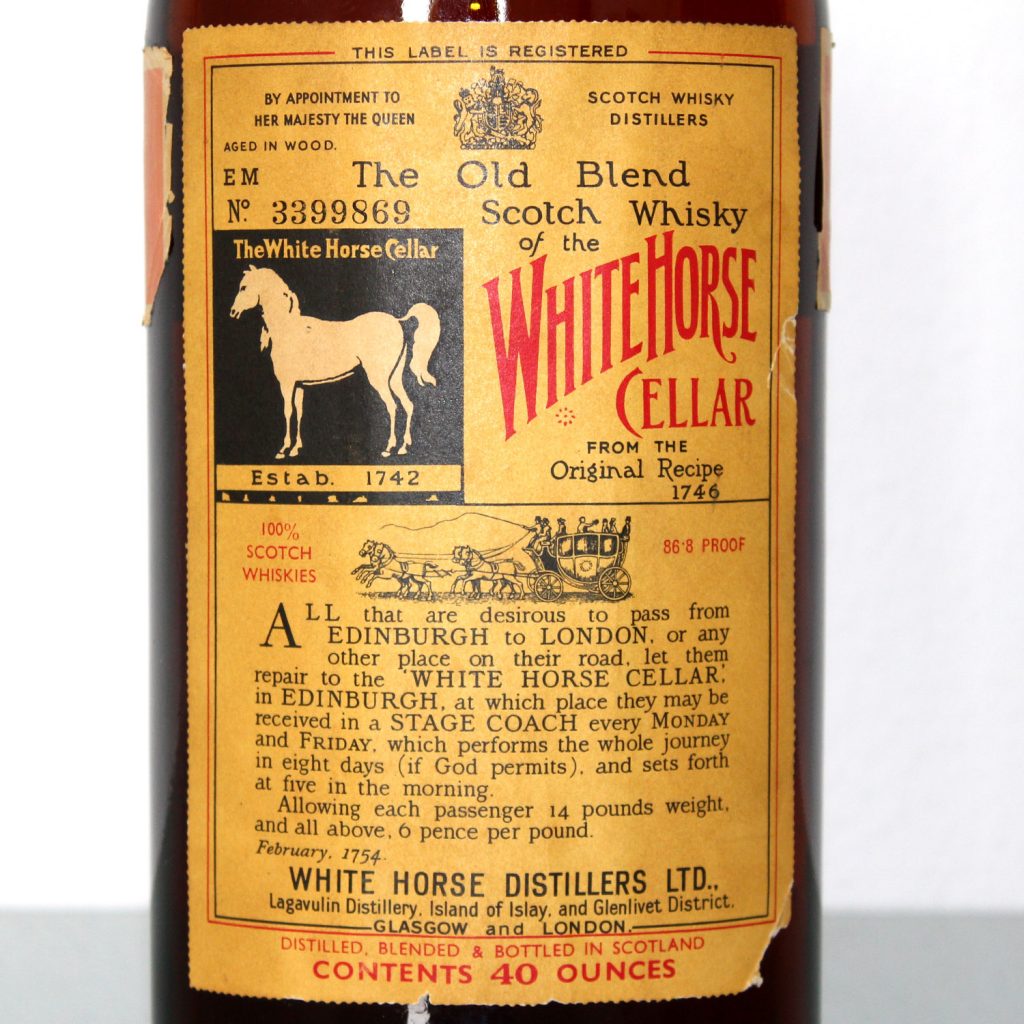 THIS LABEL IS REGISTERED
BY APPOINTMENT TO
HER MAJESTY THE QUEEN
SCOTCH WHISKY
DISTILLERS
AGED IN WOOD.
EM
The Old Blend
Nº 3399869
Scotch Whisky
of the
WHITE HORSE
CELLAR
The White Horse Cellar
Estab. 1742
FROM THE
Original Recipe
1746
100%
SCOTCH
WHISKIES
86·8 PROOF
ALL that are desirous to pass from
EDINBURGH to LONDON, or any
other place on their road, let them
repair to the 'WHITE HORSE CELLAR,'
in EDINBURGH, at which place they may be
received in a STAGE COACH every MONDAY
and FRIDAY, which performs the whole journey
in eight days (if God permits), and sets forth
at five in the morning.
Allowing each passenger 14 pounds weight,
and all above, 6 pence per pound.
February, 1754.
WHITE HORSE DISTILLERS LTD.,
Lagavulin Distillery, Island of Islay, and Glenlivet District.
GLASGOW and LONDON.
DISTILLED, BLENDED & BOTTLED IN SCOTLAND
CONTENTS 40 OUNCES